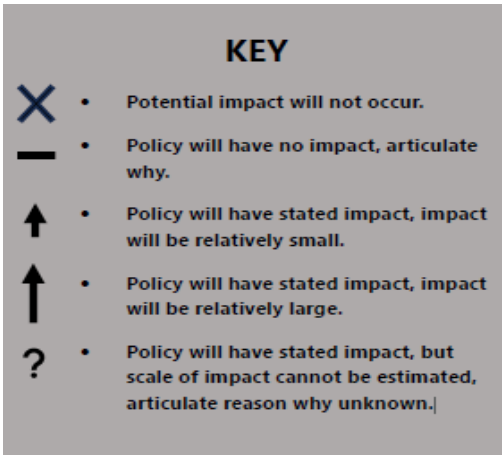 KEY
• Potential impact will not occur.
• Policy will have no impact, articulate
why.
• Policy will have stated impact, impact
will be relatively small.
• Policy will have stated impact, impact
will be relatively large.
? • Policy will have stated impact, but
scale of impact cannot be estimated,
articulate reason why unknown.